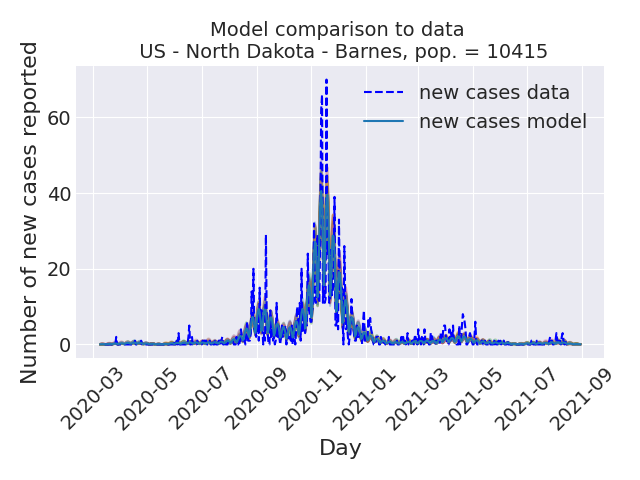 Model comparison to data
US - North Dakota - Barnes, pop. = 10415
Number of new cases reported
60
40
20
0
new cases data
new cases model
2020-03
2020-05
2020-07
2020-09
2020-11
2021-01
2021-03
2021-05
2021-07
2021-09
Day